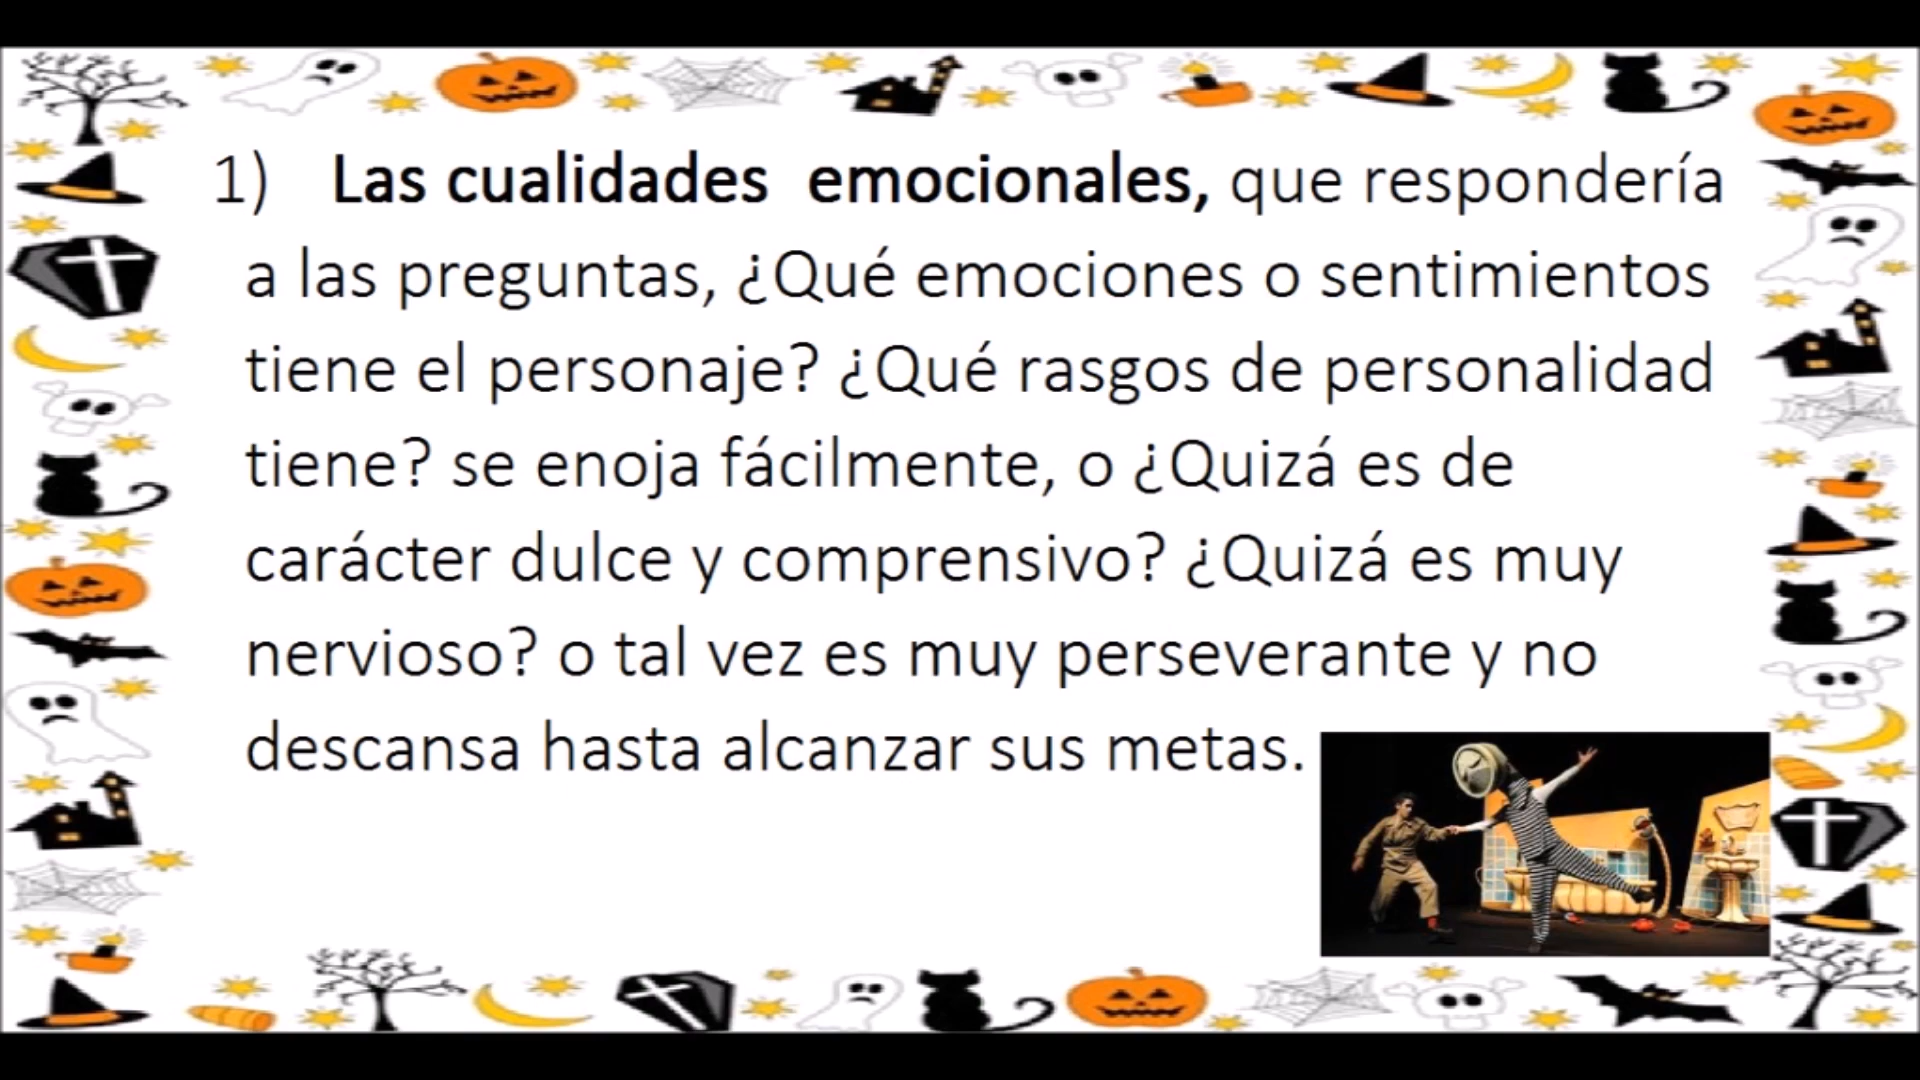 1) Las cualidades emocionales, que respondería
a las preguntas, ¿Qué emociones o sentimientos
tiene el personaje? ¿Qué rasgos de personalidad
tiene? se enoja fácilmente, o ¿Quizá es de
carácter dulce y comprensivo? ¿Quizá es muy
nervioso? o tal vez es muy perseverante y no
descansa hasta alcanzar sus metas.